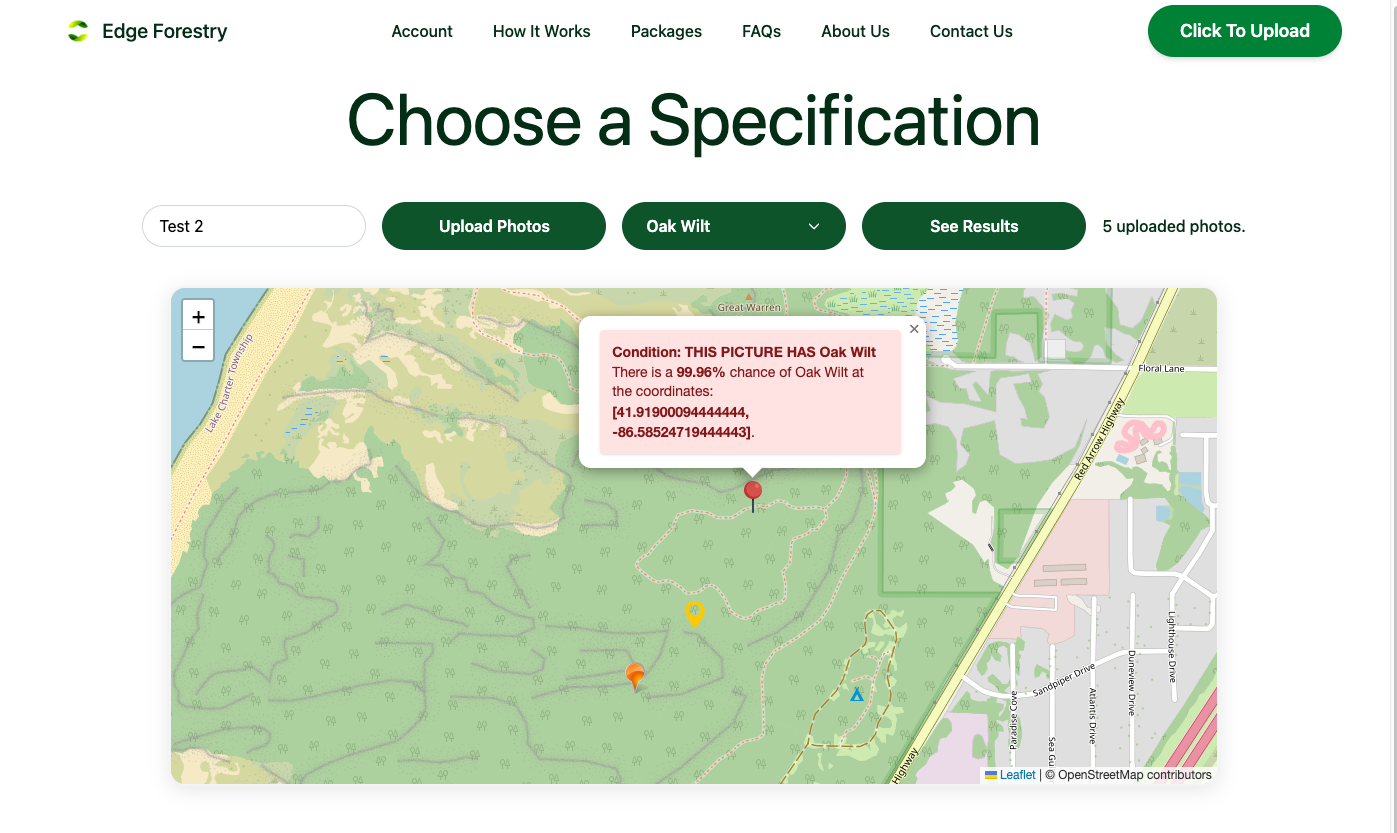 Edge Forestry
Account
How It Works
Packages
FAQs
About Us
Contact Us
Click To Upload
Choose a Specification
Test 2
Upload Photos
Oak Wilt
See Results
5 uploaded photos.
+
−
Great Warren
Lake Charter Township
×
Condition: THIS PICTURE HAS Oak Wilt
There is a 99.96% chance of Oak Wilt at
the coordinates:
[41.91900094444444,
-86.58524719444443].
Floral Lane
Red Arrow Highway
Lighthouse Drive
Sandpiper Drive
Duneview Drive
Atlantis Drive
Paradise Cove
Sea Gu
Highway
Leaflet | © OpenStreetMap contributors